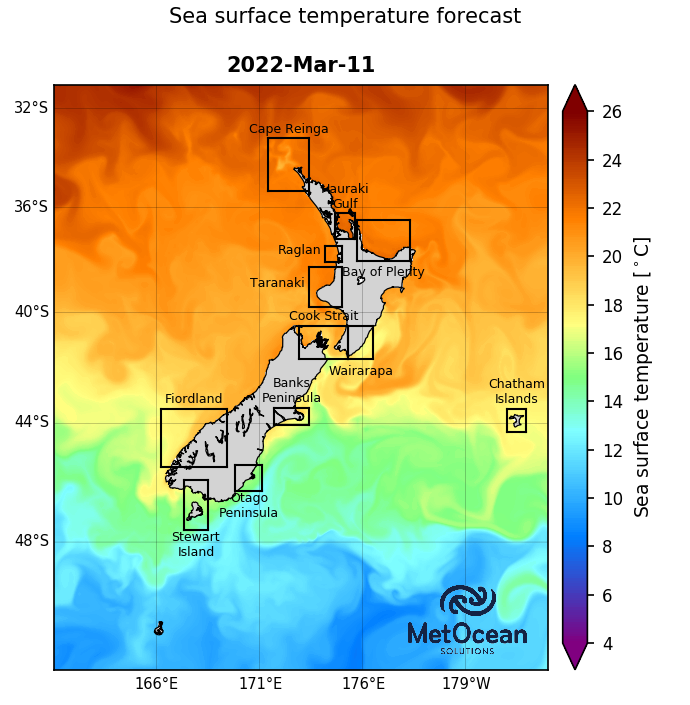 Sea surface temperature forecast
2022-Mar-11
32°S
36°S
40°S
44°S
48°S
166°E
171°E
176°E
179°W
Cape Reinga
Hauraki
Gulf
Raglan
Bay of Plenty
Taranaki
Cook Strait
Wairarapa
Banks
Peninsula
Fiordland
Chatham
Islands
Otago
Peninsula
Stewart
Island
MetOcean
SOLUTIONS
26
24
22
20
18
16
14
12
10
8
6
4
Sea surface temperature [°C]